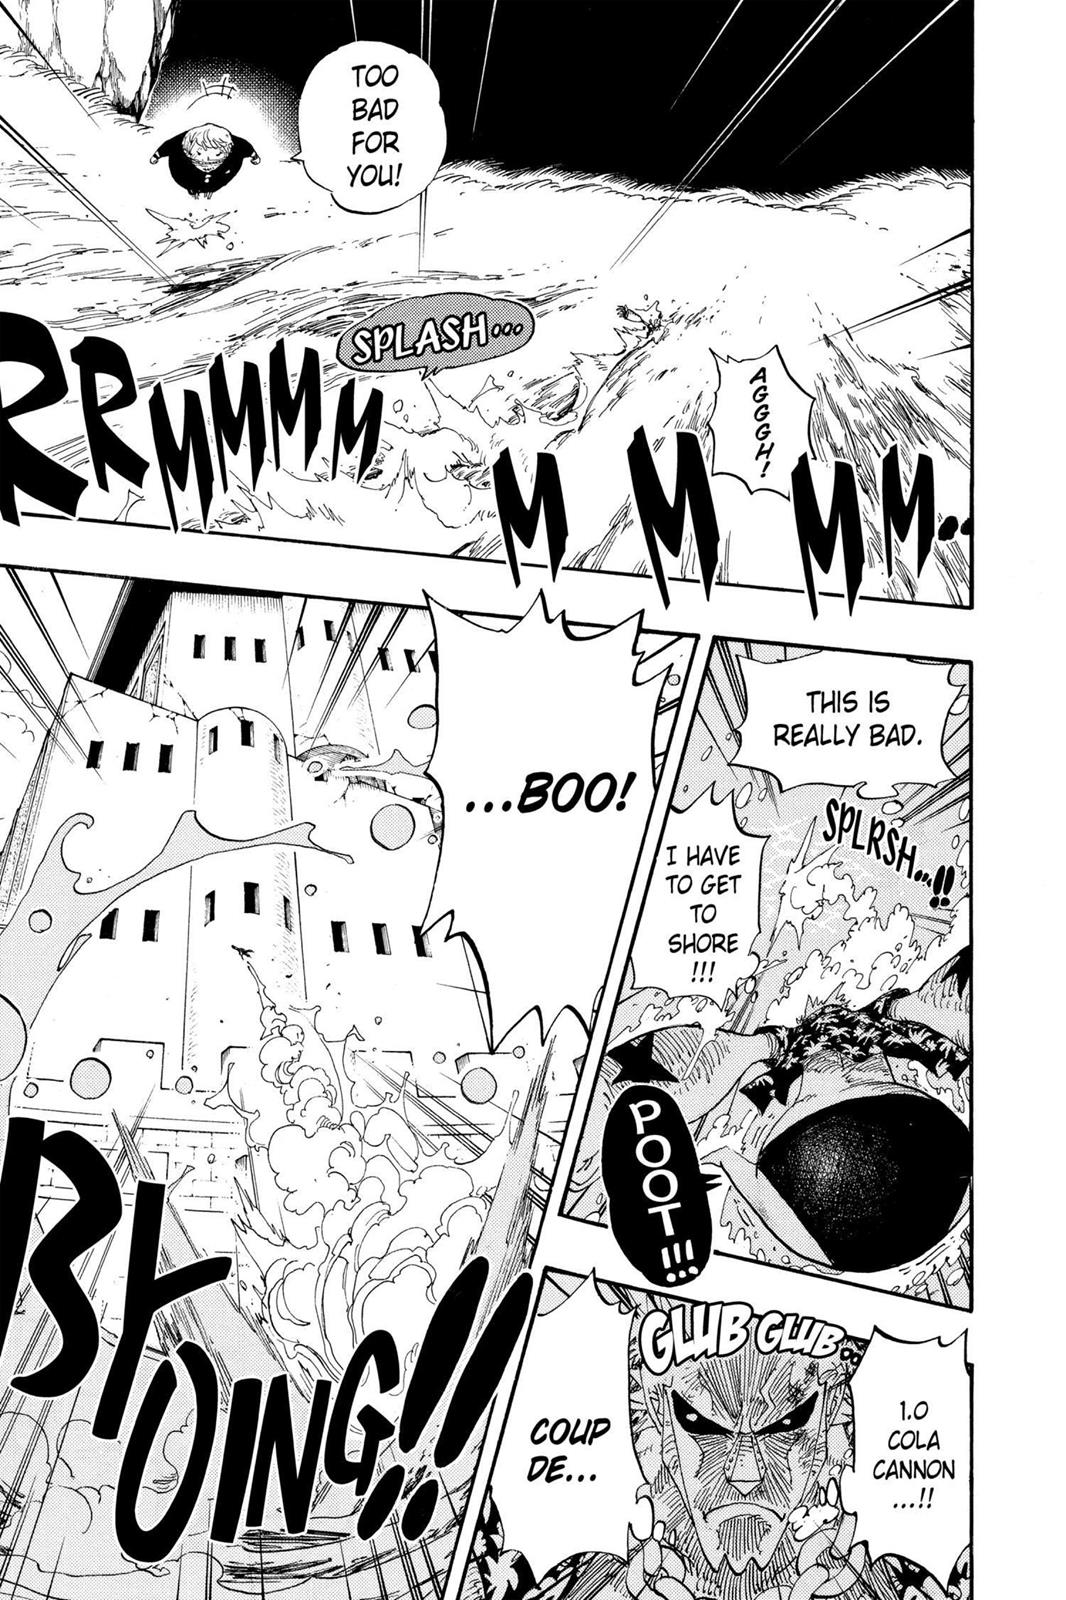 TOO
BAD
FOR
YOU!
SPLASH...
AGGGH!
RRMMMMM M M MM...
THIS IS
REALLY BAD.
SPLRSH...!!
I HAVE
TO GET
TO
SHORE
!!!
POOT!!!
GLUB GLUB..
1.0
COLA
CANNON
...!!
COUP
DE...
...BOO!
BYOING!!